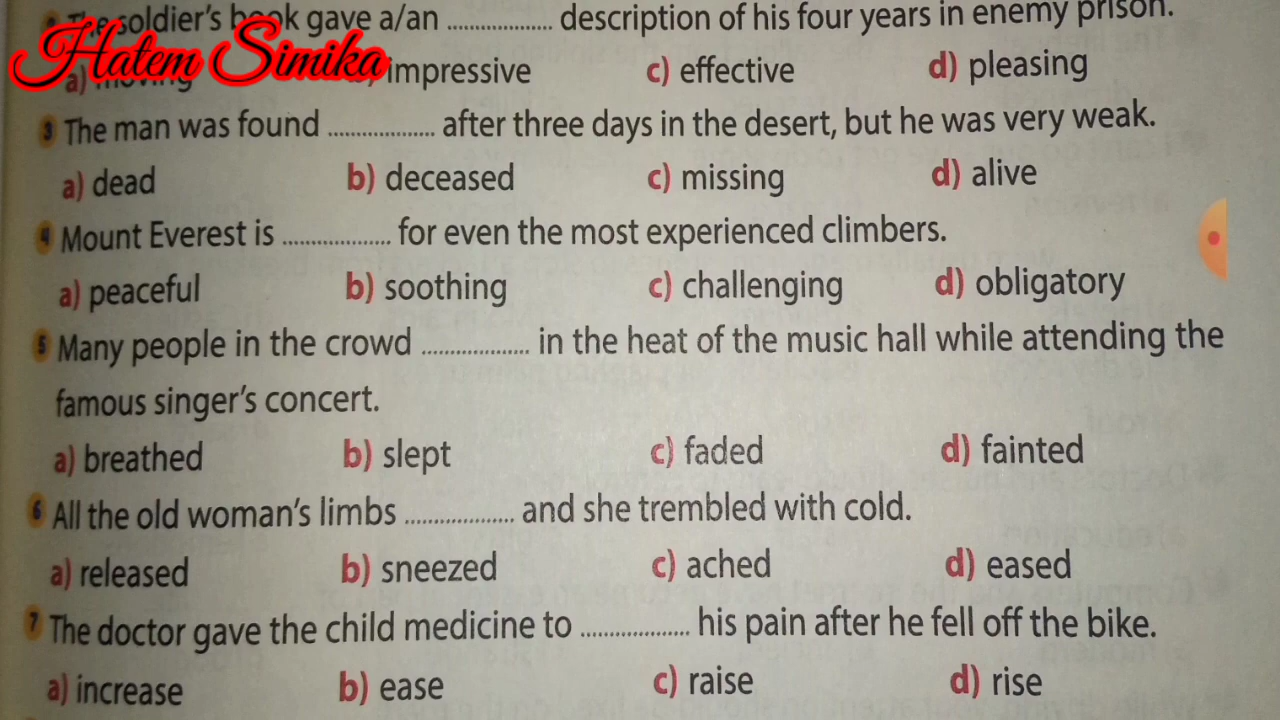 Hatem Simika
soldier's book gave a/an ................... description of his four years in enemy prison.
a) moving impressive c) effective d) pleasing
3 The man was found ................... after three days in the desert, but he was very weak.
a) dead b) deceased c) missing d) alive
4 Mount Everest is ................... for even the most experienced climbers.
a) peaceful b) soothing c) challenging d) obligatory
5 Many people in the crowd ................... in the heat of the music hall while attending the
famous singer's concert.
a) breathed b) slept c) faded d) fainted
6 All the old woman's limbs ................... and she trembled with cold.
a) released b) sneezed c) ached d) eased
7 The doctor gave the child medicine to ................... his pain after he fell off the bike.
a) increase b) ease c) raise d) rise